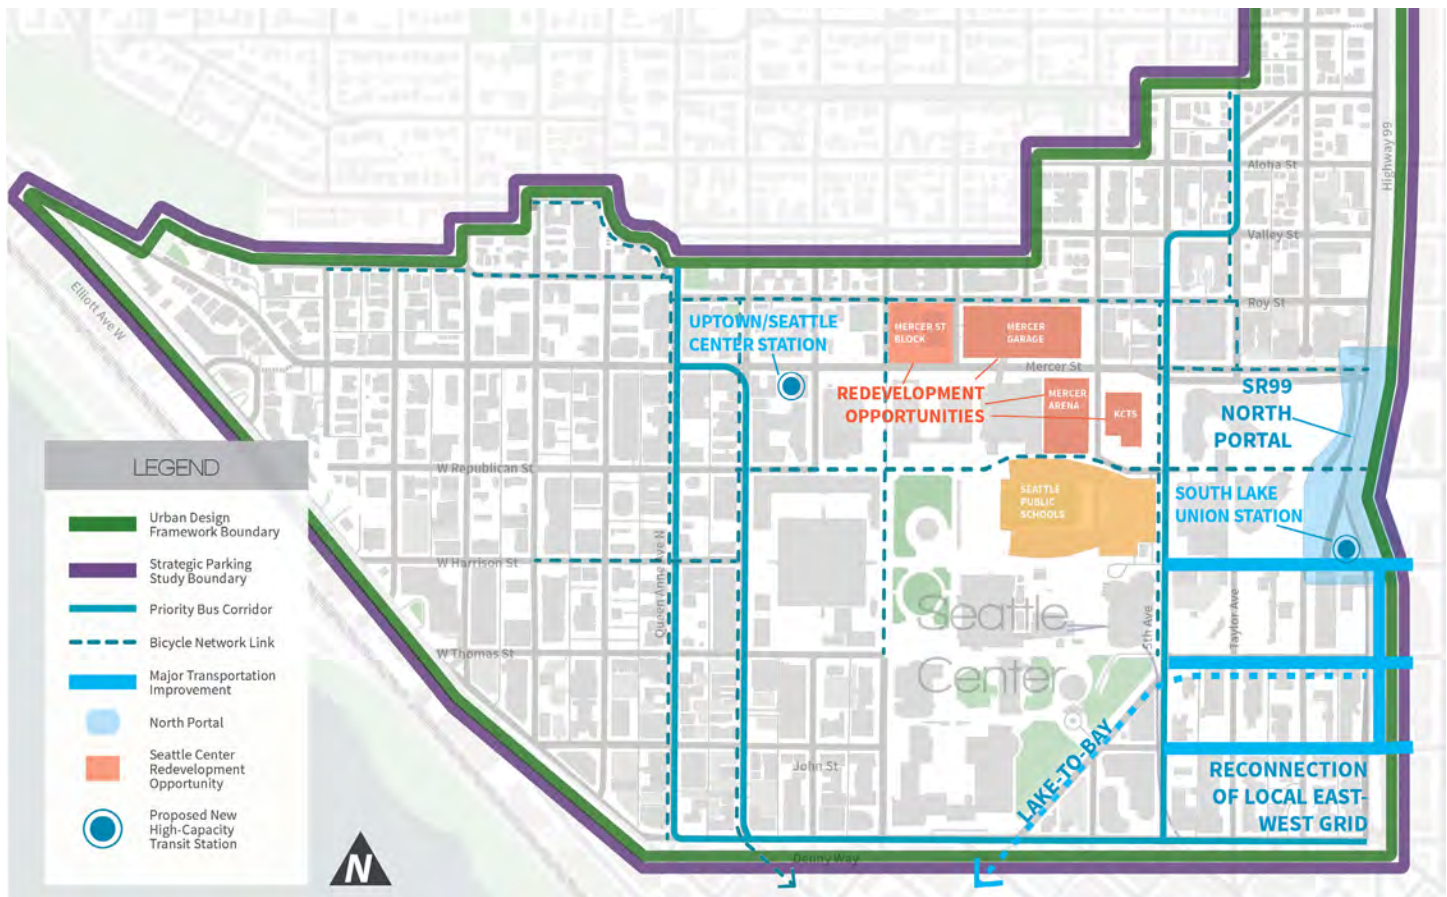 Aloha St
Highway 99
Valley St
Elliott Ave W
Roy St
UPTOWN/SEATTLE
CENTER STATION
MERCER ST
BLOCK
MERCER
GARAGE
Mercer St
REDEVELOPMENT
OPPORTUNITIES
MERCER
ARENA
KCTS
SR99
NORTH
PORTAL
W Republican St
SEATTLE
PUBLIC
SCHOOLS
SOUTH LAKE
UNION STATION
W Harrison St
Queen Anne Ave N
Seattle
Center
5th Ave
Taylor Ave
W Thomas St
LAKE-TO-BAY
John St
RECONNECTION
OF LOCAL EAST-
WEST GRID
Denny Way
LEGEND
Urban Design
Framework Boundary
Strategic Parking
Study Boundary
Priority Bus Corridor
Bicycle Network Link
Major Transportation
Improvement
North Portal
Seattle Center
Redevelopment
Opportunity
Proposed New
High-Capacity
Transit Station
N